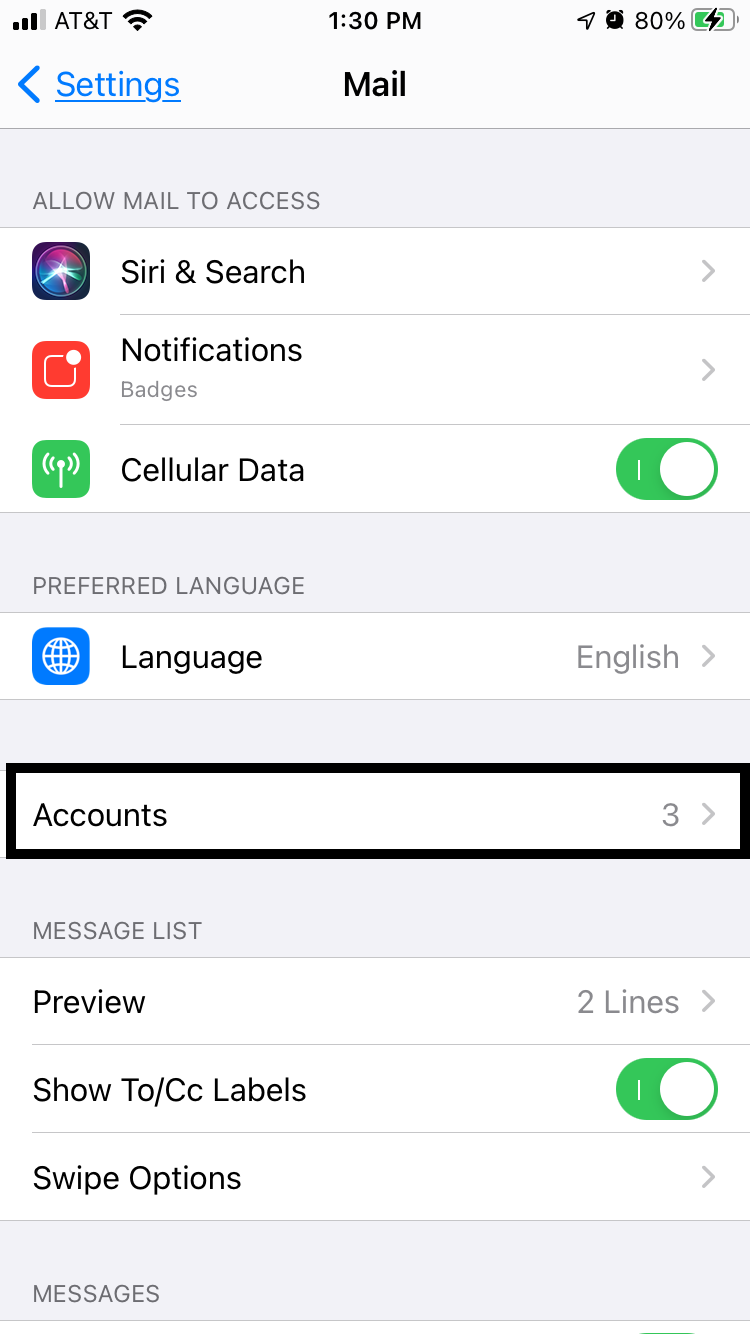 AT&T 1:30 PM 80%
Settings Mail
ALLOW MAIL TO ACCESS
Siri & Search
Notifications
Badges
Cellular Data
PREFERRED LANGUAGE
Language English
Accounts 3
MESSAGE LIST
Preview 2 Lines
Show To/Cc Labels
Swipe Options
MESSAGES